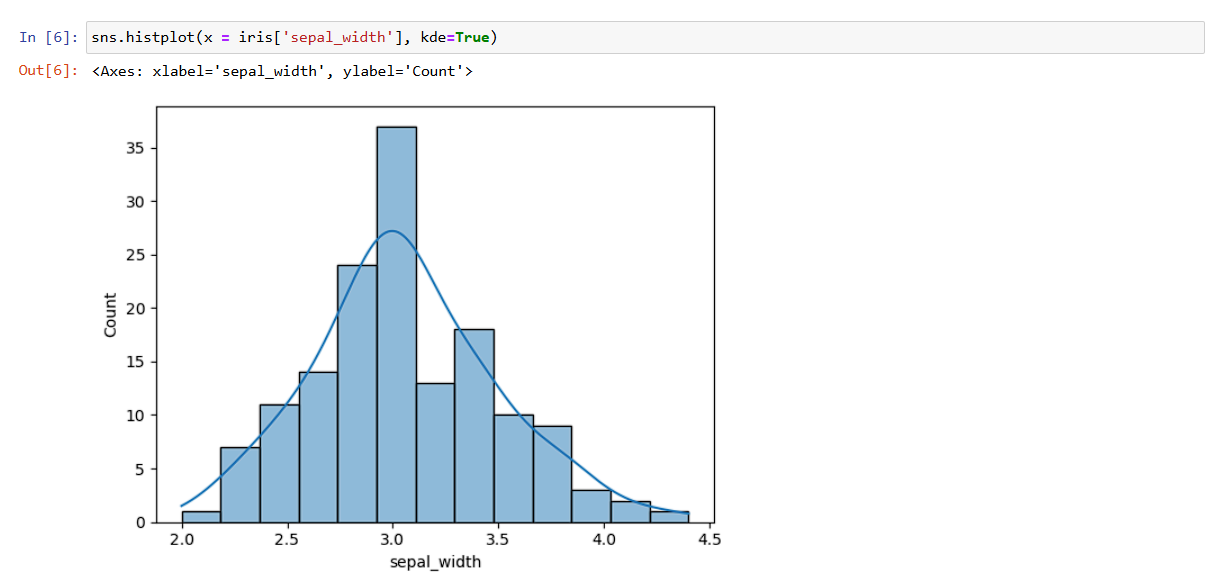 In [6]: sns.histplot(x = iris['sepal_width'], kde=True)
Out[6]: <Axes: xlabel='sepal_width', ylabel='Count'>
35
30
25
20
15
10
5
0
Count
2.0 2.5 3.0 3.5 4.0 4.5
sepal_width